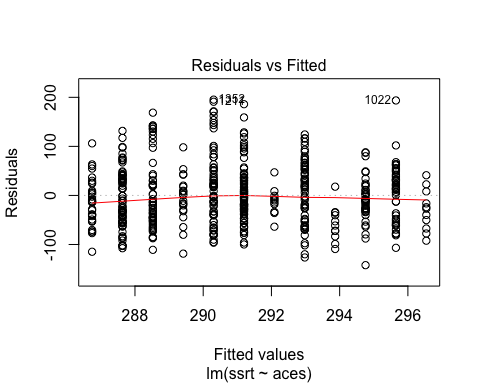 Residuals vs Fitted
Residuals
200
100
0
-100
1022
288
290
292
294
296
Fitted values
lm(ssrt ~ aces)